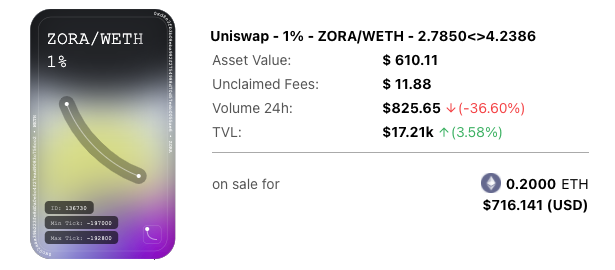 ZORA/WETH
1%
ID: 136730
Min Tick: -197000
Max Tick: -192800
Uniswap - 1% - ZORA/WETH - 2.7850<>4.2386
Asset Value: $ 610.11
Unclaimed Fees: $ 11.88
Volume 24h: $825.65 ↓(-36.60%)
TVL: $17.21k ↑(3.58%)
on sale for 0.2000 ETH
$716.141 (USD)